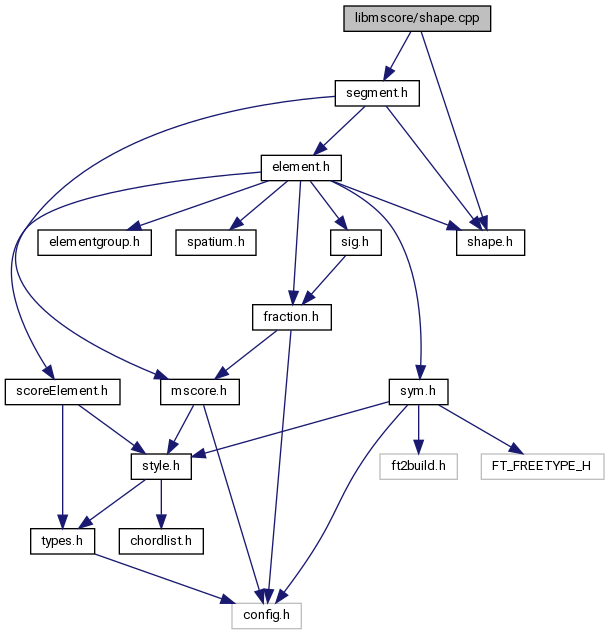 libmscore/shape.cpp
segment.h
element.h
elementgroup.h
spatium.h
sig.h
shape.h
fraction.h
scoreElement.h
mscore.h
sym.h
style.h
ft2build.h
FT_FREETYPE_H
types.h
chordlist.h
config.h